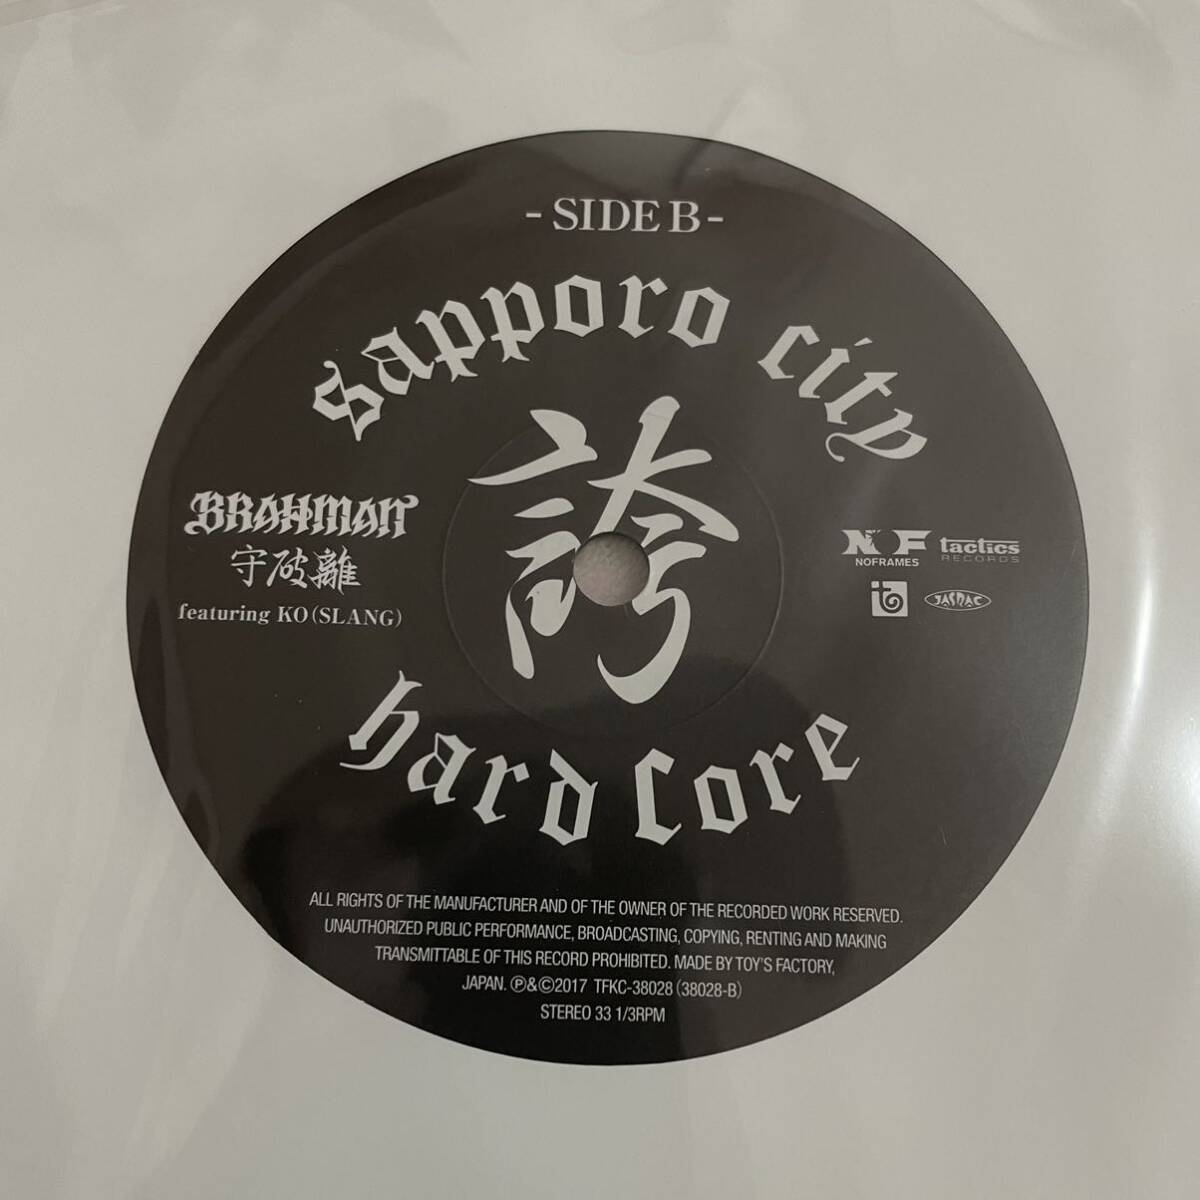 - SIDE B -
sapporo city
誇
BRAHMAN
守破離
featuring KO (SLANG)
NOF
NOFRAMES
tactics
RECORDS
t
JASRAC
hardcore
ALL RIGHTS OF THE MANUFACTURER AND OF THE OWNER OF THE RECORDED WORK RESERVED.
UNAUTHORIZED PUBLIC PERFORMANCE, BROADCASTING, COPYING, RENTING AND MAKING
TRANSMITTABLE OF THIS RECORD PROHIBITED. MADE BY TOY'S FACTORY,
JAPAN. Ⓟ&©2017 TFKC-38028 (38028-B)
STEREO 33 1/3RPM